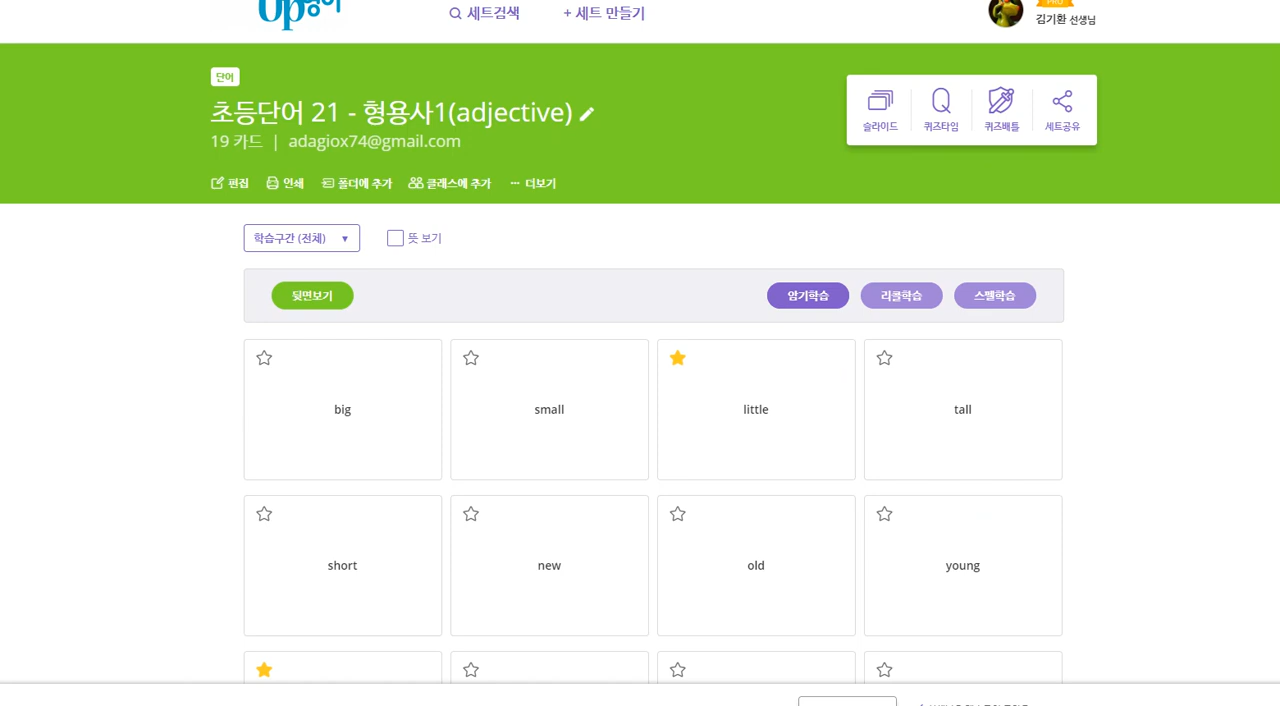 세트검색
+ 세트 만들기
PRO
김기환 선생님
단어
초등단어 21 - 형용사1(adjective)
19 카드 | adagiox74@gmail.com
슬라이드
퀴즈타임
퀴즈배틀
세트공유
편집
인쇄
폴더에 추가
클래스에 추가
더보기
학습구간 (전체) ▼
뜻 보기
뒷면보기
암기학습
리콜학습
스펠학습
big
small
little
tall
short
new
old
young